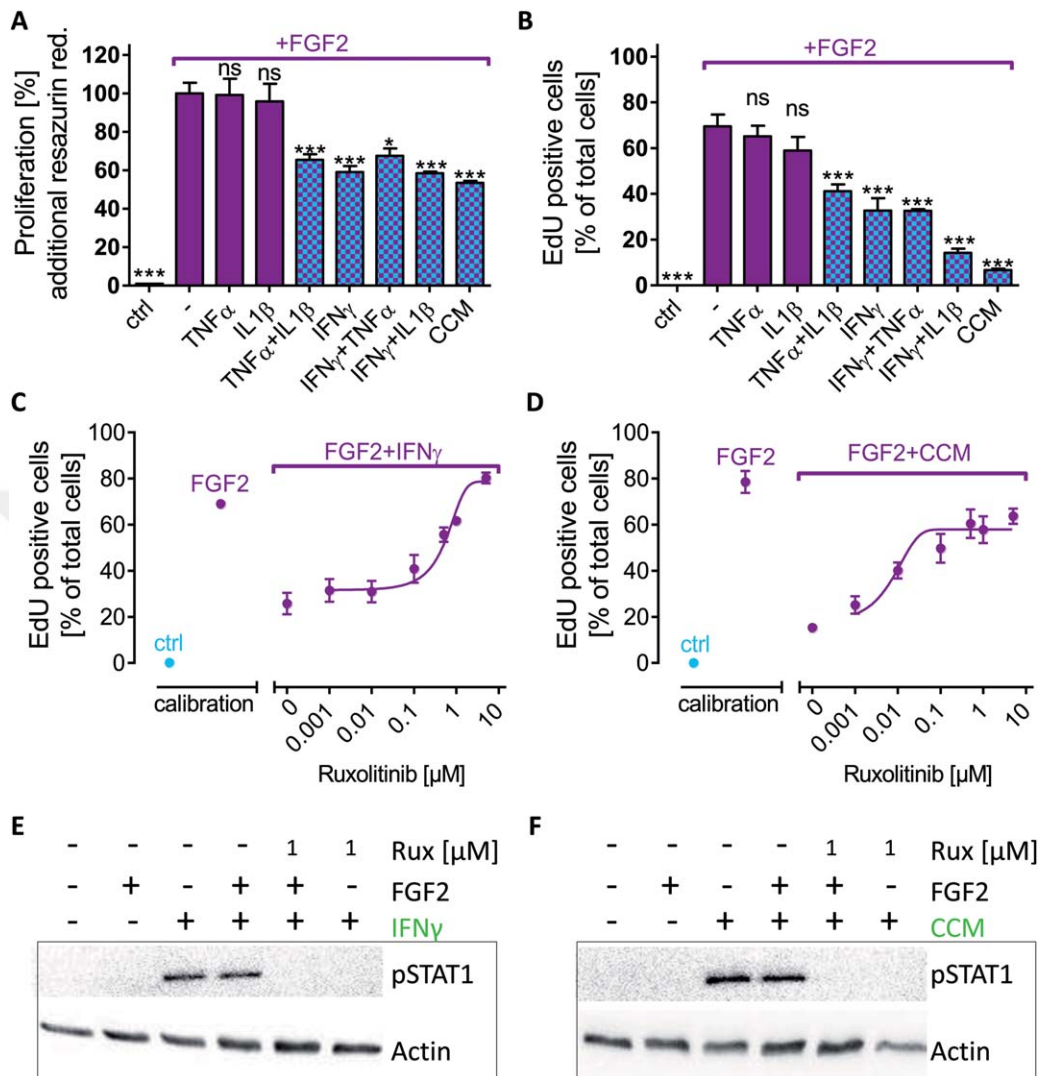 A
+FGF2
Proliferation [%]
additional resazurin red.
120
100
80
60
40
20
0
ns
ns
***
***
***
*
***
***
ctrl
-
TNFα
IL1β
TNFα+IL1β
IFNγ
IFNγ+TNFα
IFNγ+IL1β
CCM
B
+FGF2
EdU positive cells
[% of total cells]
100
80
60
40
20
0
ns
ns
***
***
***
***
***
***
ctrl
-
TNFα
IL1β
TNFα+IL1β
IFNγ
IFNγ+TNFα
IFNγ+IL1β
CCM
C
EdU positive cells
[% of total cells]
100
80
60
40
20
0
FGF2+IFNγ
FGF2
ctrl
calibration
0
0.001
0.01
0.1
1
10
Ruxolitinib [µM]
D
EdU positive cells
[% of total cells]
100
80
60
40
20
0
FGF2+CCM
FGF2
ctrl
calibration
0
0.001
0.01
0.1
1
10
Ruxolitinib [µM]
E
- - - - 1 1 Rux [µM]
- + - + + - FGF2
- - + + + + IFNγ
pSTAT1
Actin
F
- - - - 1 1 Rux [µM]
- + - + + - FGF2
- - + + + + CCM
pSTAT1
Actin